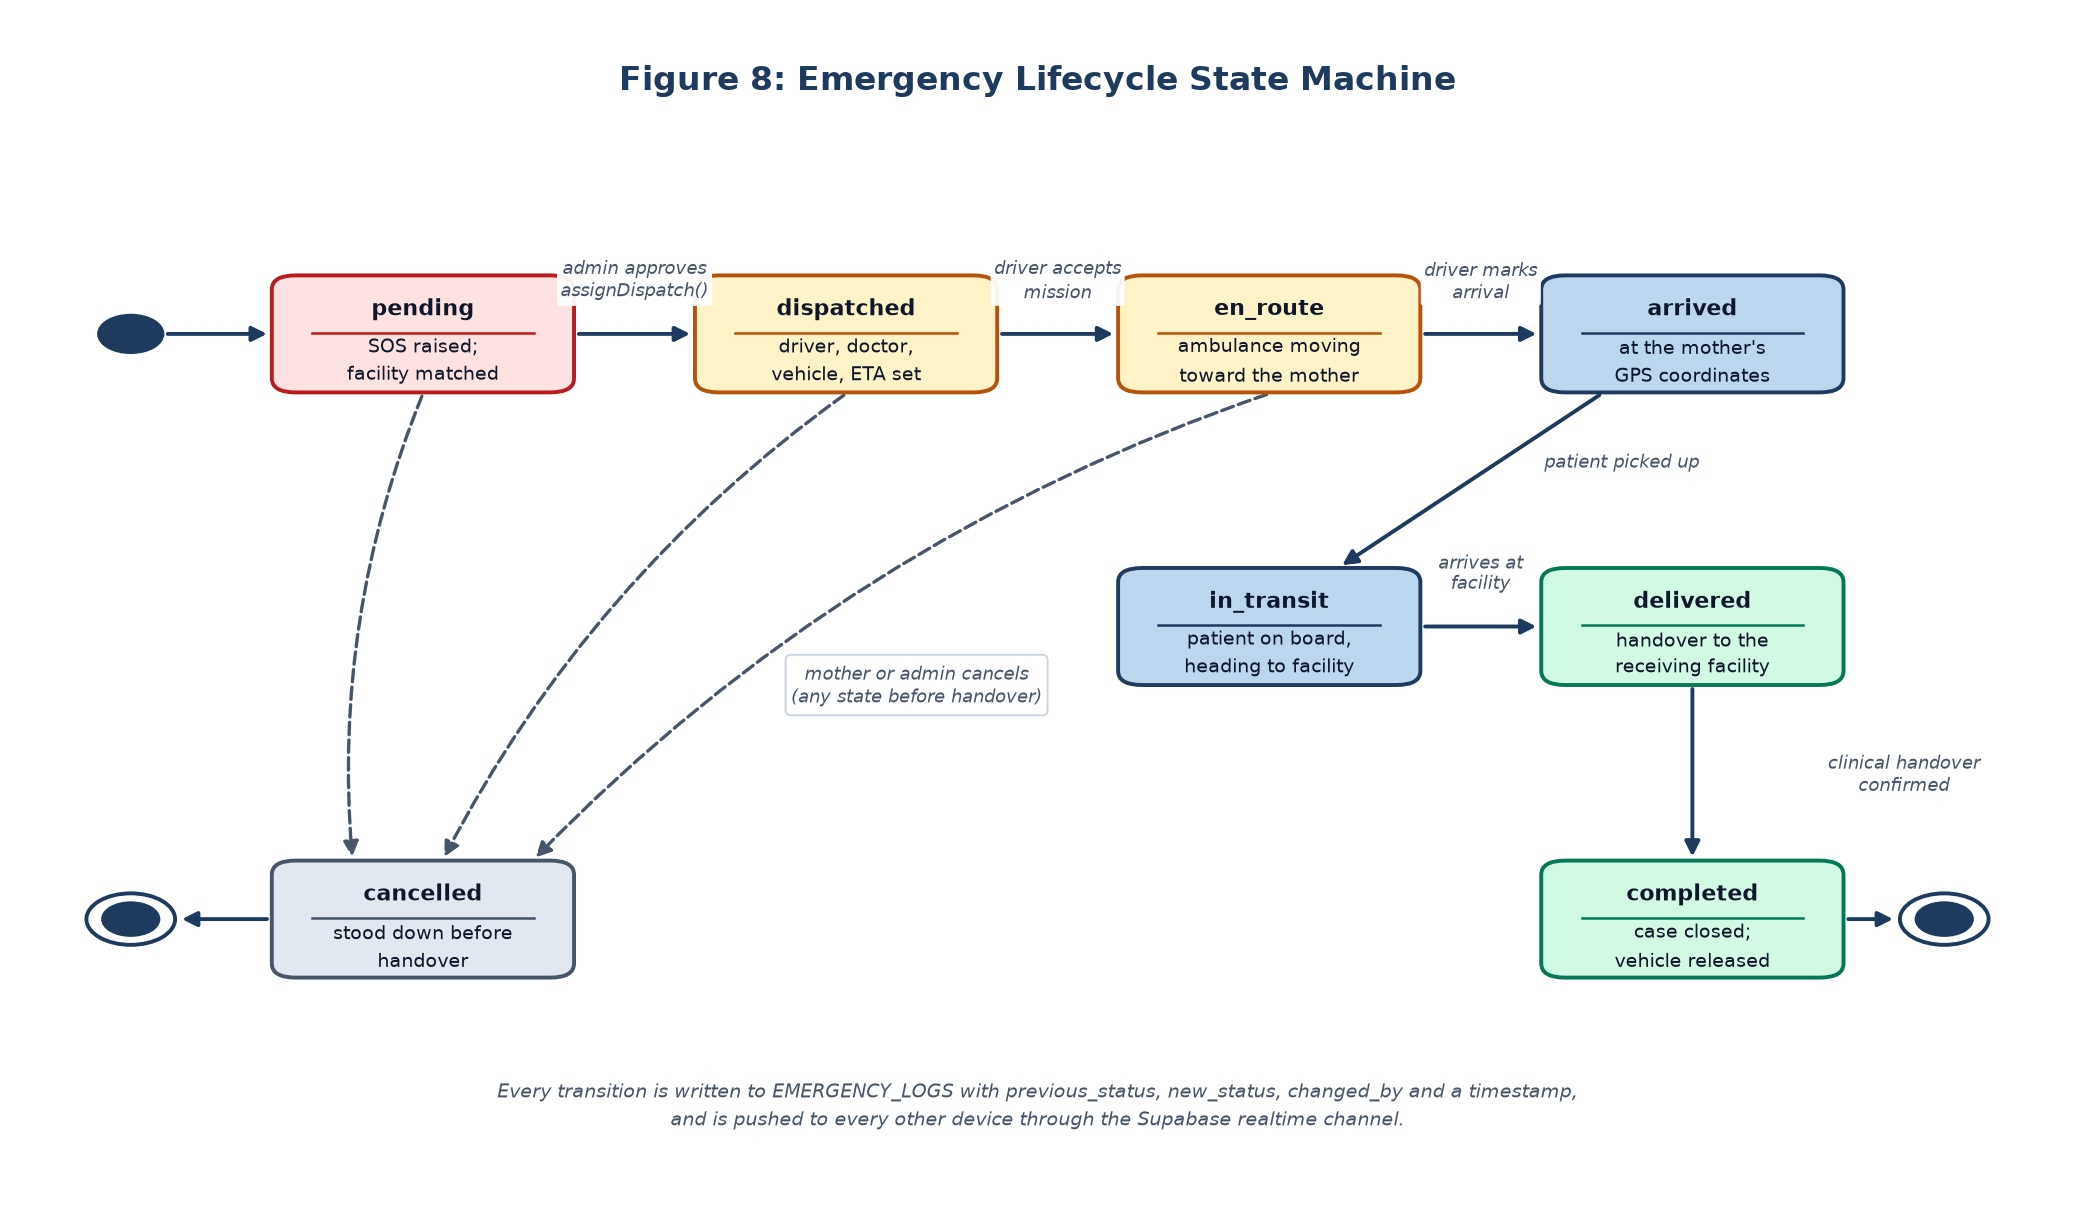 Figure 8: Emergency Lifecycle State Machine
admin approves
assignDispatch()
driver accepts
mission
driver marks
arrival
pending
SOS raised;
facility matched
dispatched
driver, doctor,
vehicle, ETA set
en_route
ambulance moving
toward the mother
arrived
at the mother's
GPS coordinates
patient picked up
arrives at
facility
in_transit
patient on board,
heading to facility
delivered
handover to the
receiving facility
mother or admin cancels
(any state before handover)
clinical handover
confirmed
cancelled
stood down before
handover
completed
case closed;
vehicle released
Every transition is written to EMERGENCY_LOGS with previous_status, new_status, changed_by and a timestamp,
and is pushed to every other device through the Supabase realtime channel.